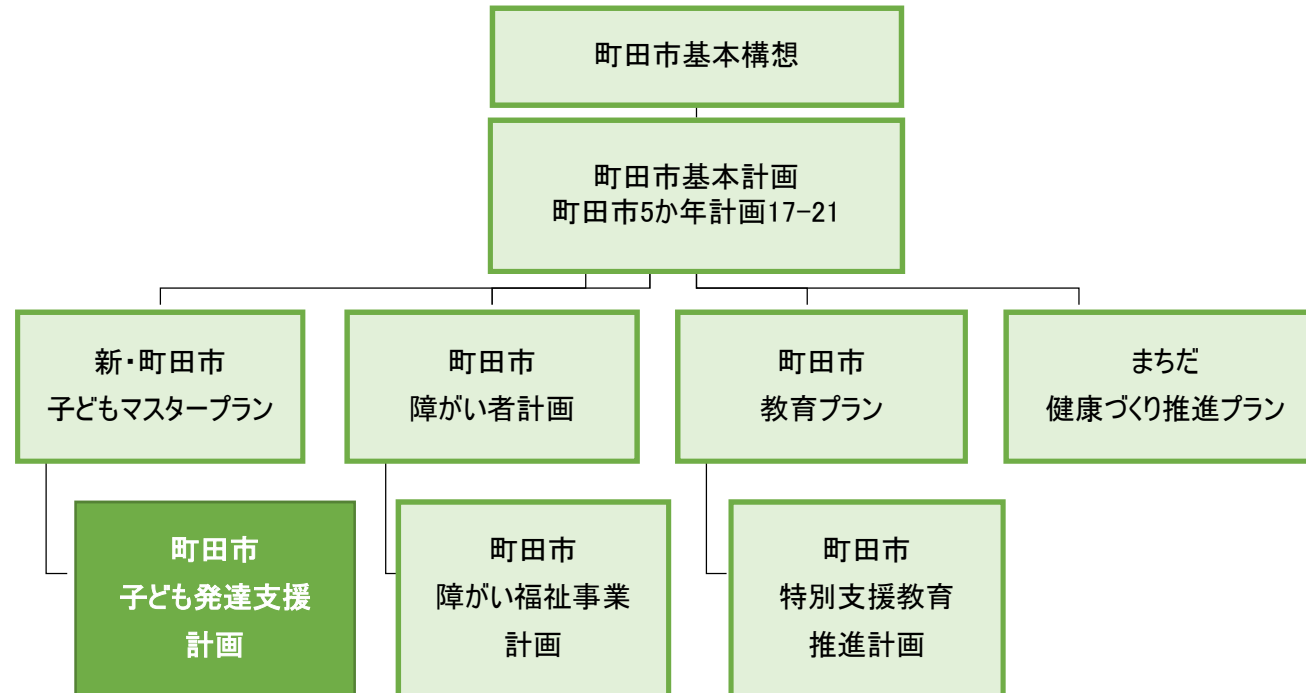 町田市基本構想
町田市基本計画
町田市5か年計画17-21
新・町田市
子どもマスタープラン
町田市
障がい者計画
町田市
教育プラン
まちだ
健康づくり推進プラン
町田市
子ども発達支援
計画
町田市
障がい福祉事業
計画
町田市
特別支援教育
推進計画